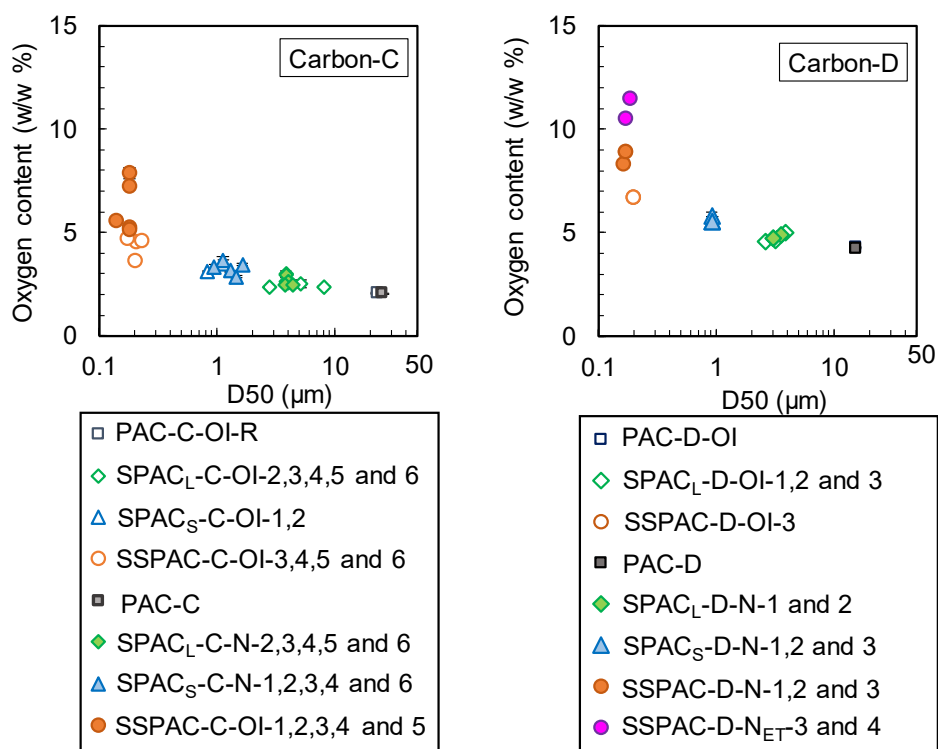 15
Carbon-C
Oxygen content (w/w %)
10
5
0
0.1
1
10
50
D50 (µm)
PAC-C-OI-R
SPACL-C-OI-2,3,4,5 and 6
SPACS-C-OI-1,2
SSPAC-C-OI-3,4,5 and 6
PAC-C
SPACL-C-N-2,3,4,5 and 6
SPACS-C-N-1,2,3,4 and 6
SSPAC-C-OI-1,2,3,4 and 5
15
Carbon-D
Oxygen content (w/w %)
10
5
0
0.1
1
10
50
D50 (µm)
PAC-D-OI
SPACL-D-OI-1,2 and 3
SSPAC-D-OI-3
PAC-D
SPACL-D-N-1 and 2
SPACS-D-N-1,2 and 3
SSPAC-D-N-1,2 and 3
SSPAC-D-NET-3 and 4